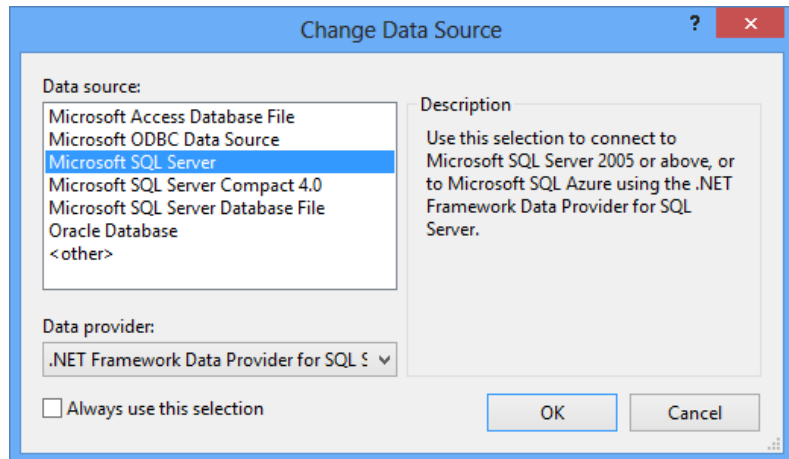 Change Data Source
?
Data source:
Microsoft Access Database File
Microsoft ODBC Data Source
Microsoft SQL Server
Microsoft SQL Server Compact 4.0
Microsoft SQL Server Database File
Oracle Database
<other>
Description
Use this selection to connect to
Microsoft SQL Server 2005 or above, or
to Microsoft SQL Azure using the .NET
Framework Data Provider for SQL
Server.
Data provider:
.NET Framework Data Provider for SQL S
Always use this selection
OK
Cancel